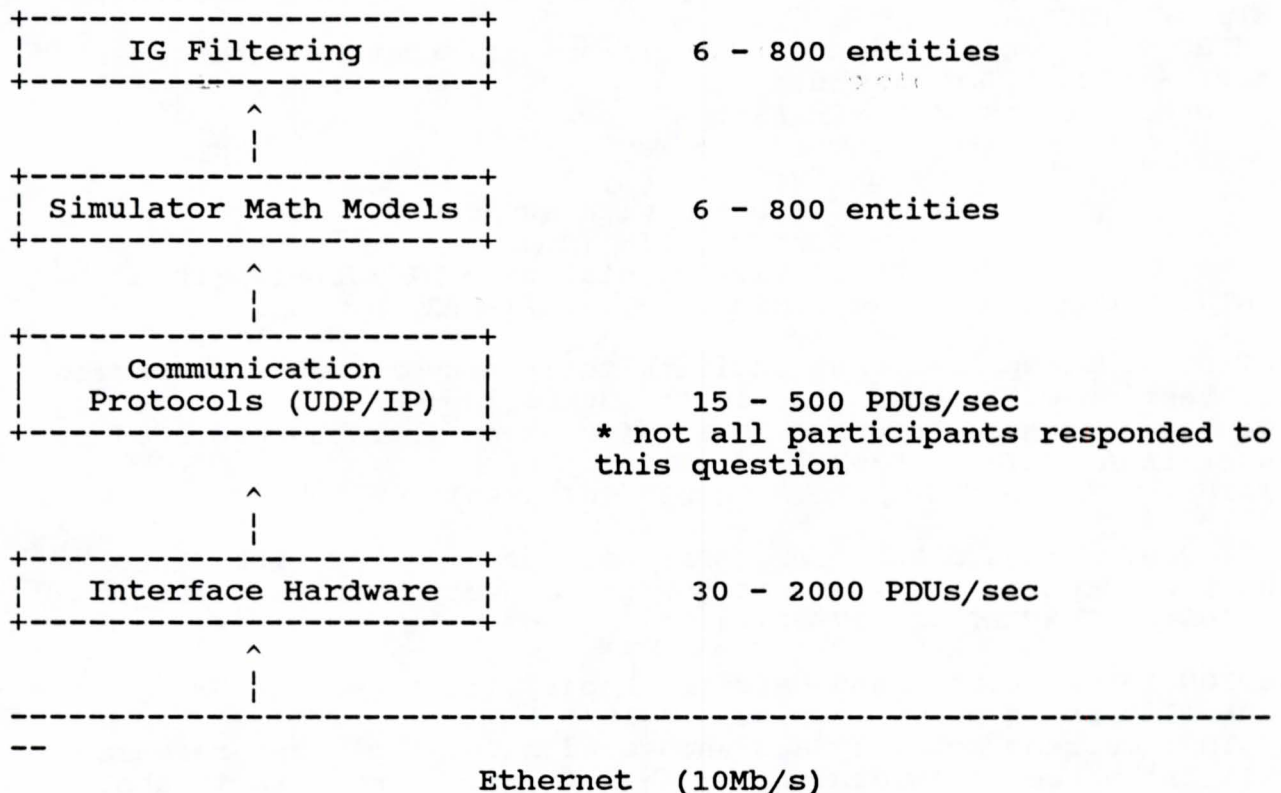 IG Filtering 6 - 800 entities
Simulator Math Models 6 - 800 entities
Communication
Protocols (UDP/IP) 15 - 500 PDUs/sec
* not all participants responded to
this question
Interface Hardware 30 - 2000 PDUs/sec
Ethernet (10Mb/s)